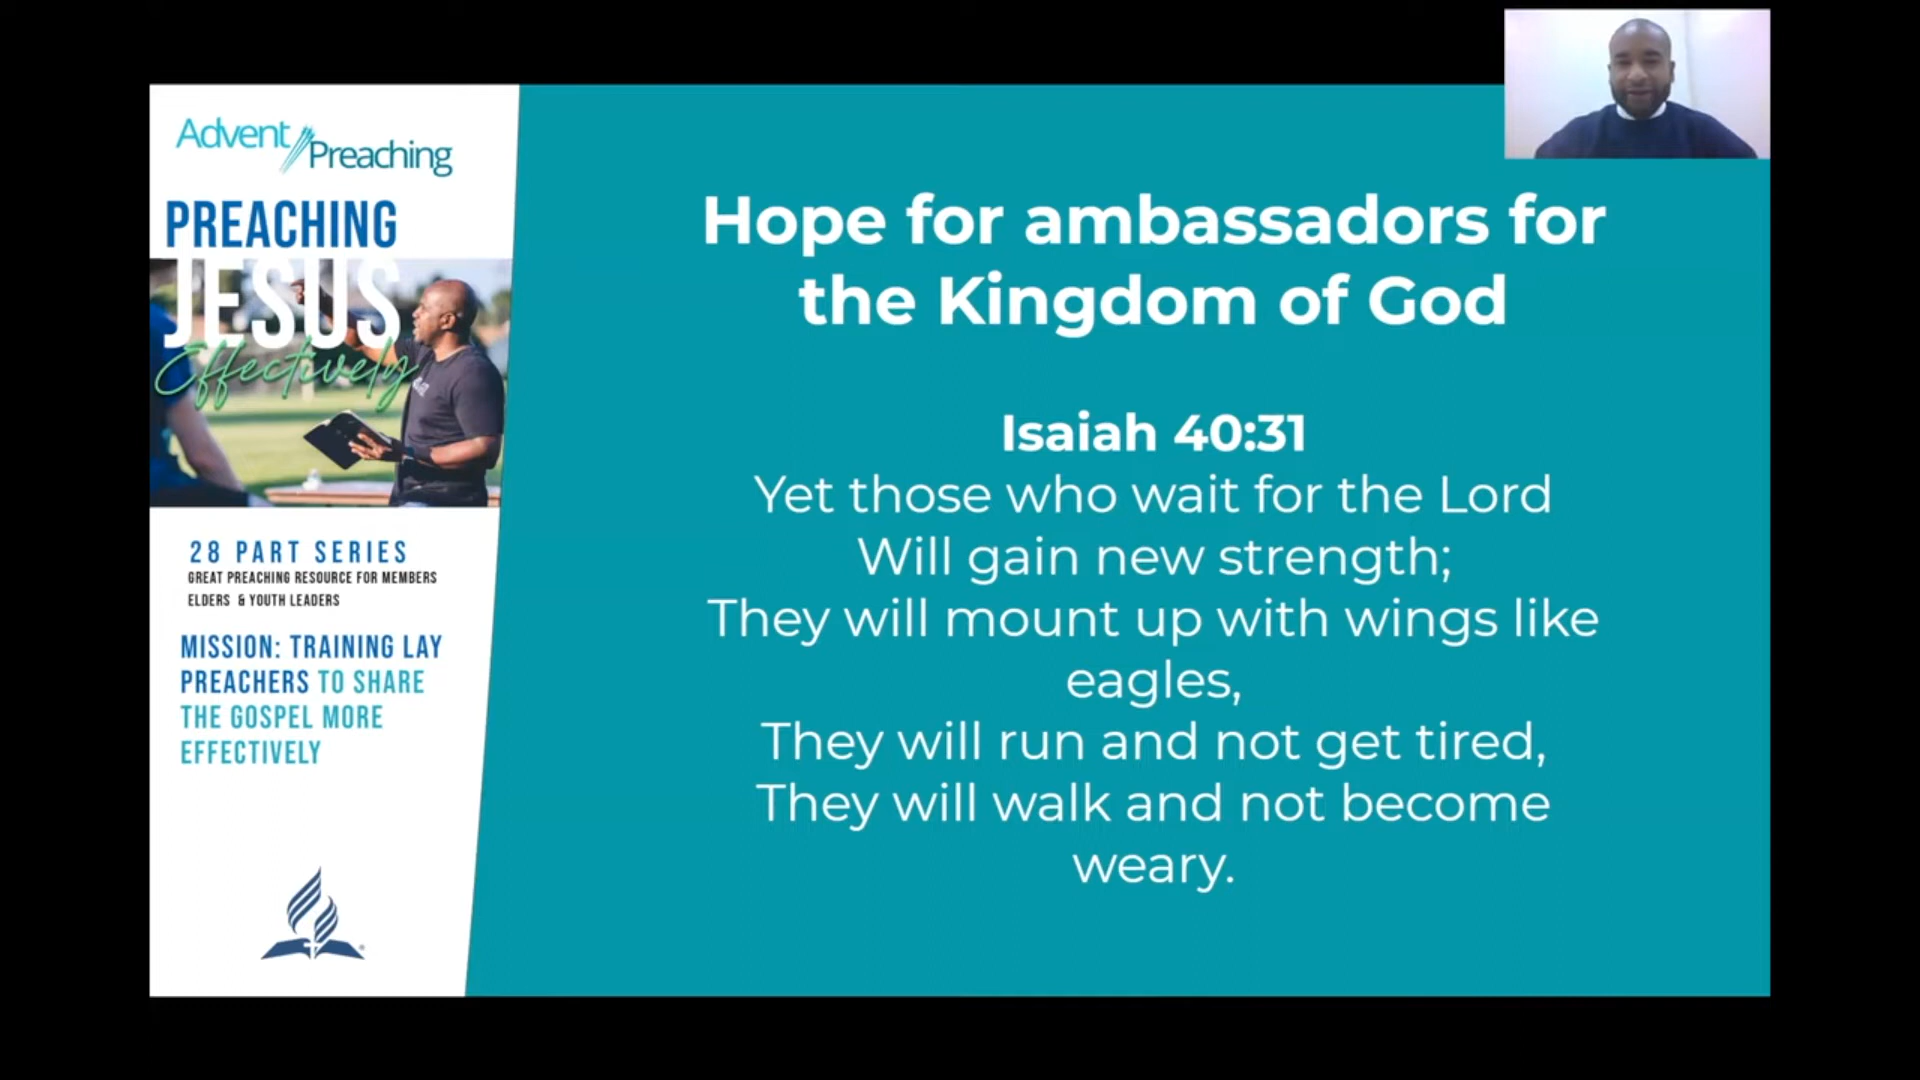 Advent
Preaching
PREACHING
JESUS
Effectively
28 PART SERIES
GREAT PREACHING RESOURCE FOR MEMBERS
ELDERS & YOUTH LEADERS
MISSION: TRAINING LAY
PREACHERS TO SHARE
THE GOSPEL MORE
EFFECTIVELY
Hope for ambassadors for
the Kingdom of God
Isaiah 40:31
Yet those who wait for the Lord
Will gain new strength;
They will mount up with wings like
eagles,
They will run and not get tired,
They will walk and not become
weary.